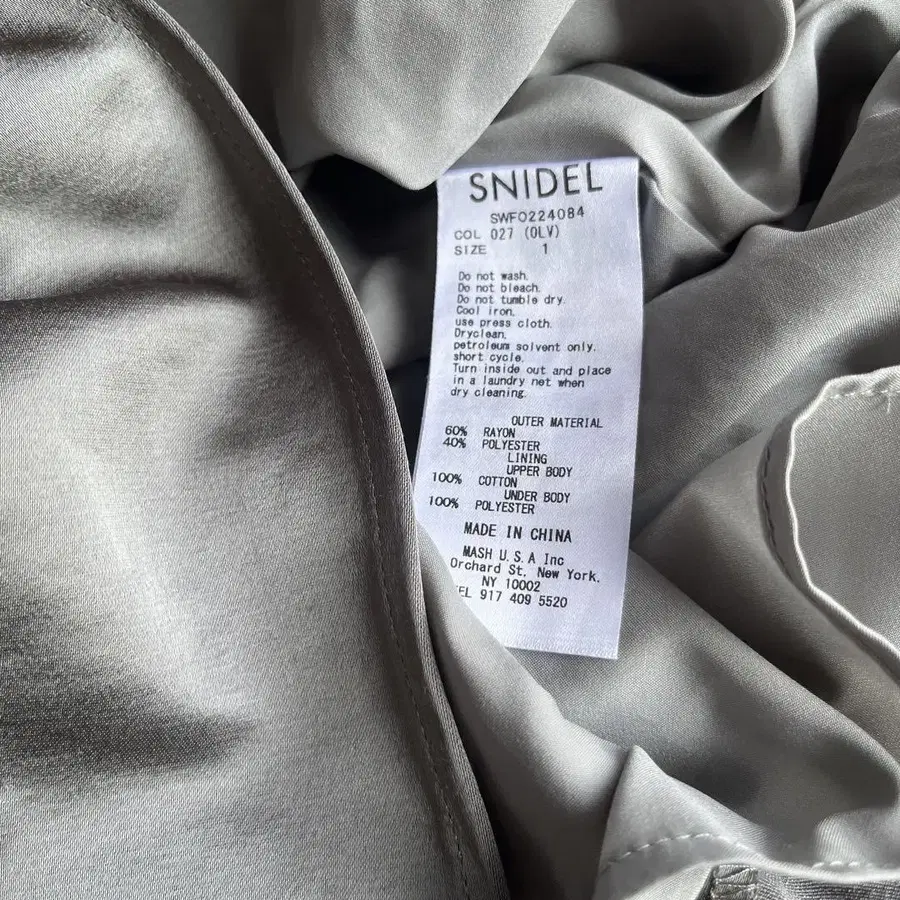 SNIDEL
SWFO224084
COL 027 (OLV)
SIZE 1
Do not wash.
Do not bleach.
Do not tumble dry.
Cool iron.
use press cloth.
Dryclean,
petroleum solvent only.
short cycle.
Turn inside out and place
in a laundry net when
dry cleaning.
OUTER MATERIAL
60% RAYON
40% POLYESTER
LINING
UPPER BODY
100% COTTON
UNDER BODY
100% POLYESTER
MADE IN CHINA
MASH U.S.A Inc
Orchard St, New York,
NY 10002
EL 917 409 5520